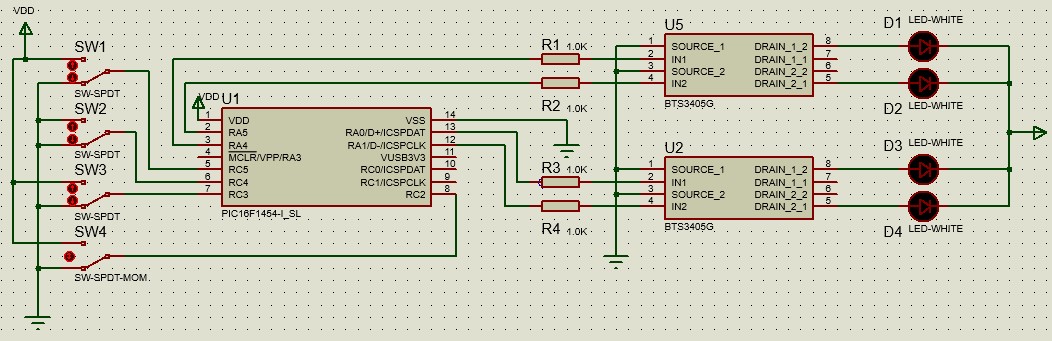 VDD
SW1
SW-SPDT
SW2
SW-SPDT
SW3
SW-SPDT
SW4
SW-SPDT-MOM
VDD
U1
1 VDD
2 RA5
3 RA4
4 MCLR/VPP/RA3
5 RC5
6 RC4
7 RC3
VSS 14
RA0/D+/ICSPDAT 13
RA1/D-/ICSPCLK 12
VUSB3V3 11
RC0/ICSPDAT 10
RC1/ICSPCLK 9
RC2 8
PIC16F1454-I_SL
R1 1.0K
R2 1.0K
R3 1.0K
R4 1.0K
U5
1 SOURCE_1 DRAIN_1_2 8
2 IN1 DRAIN_1_1 7
3 SOURCE_2 DRAIN_2_2 6
4 IN2 DRAIN_2_1 5
BTS3405G
U2
1 SOURCE_1 DRAIN_1_2 8
2 IN1 DRAIN_1_1 7
3 SOURCE_2 DRAIN_2_2 6
4 IN2 DRAIN_2_1 5
BTS3405G
D1 LED-WHITE
D2 LED-WHITE
D3 LED-WHITE
D4 LED-WHITE